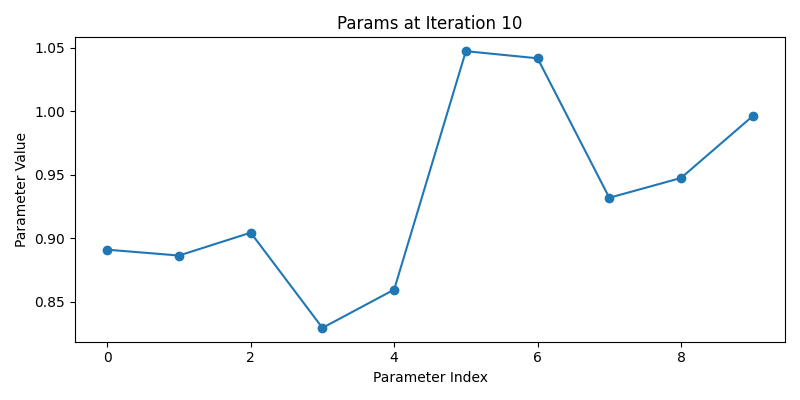 Params at Iteration 10
1.05
1.00
0.95
0.90
0.85
Parameter Value
0 2 4 6 8
Parameter Index